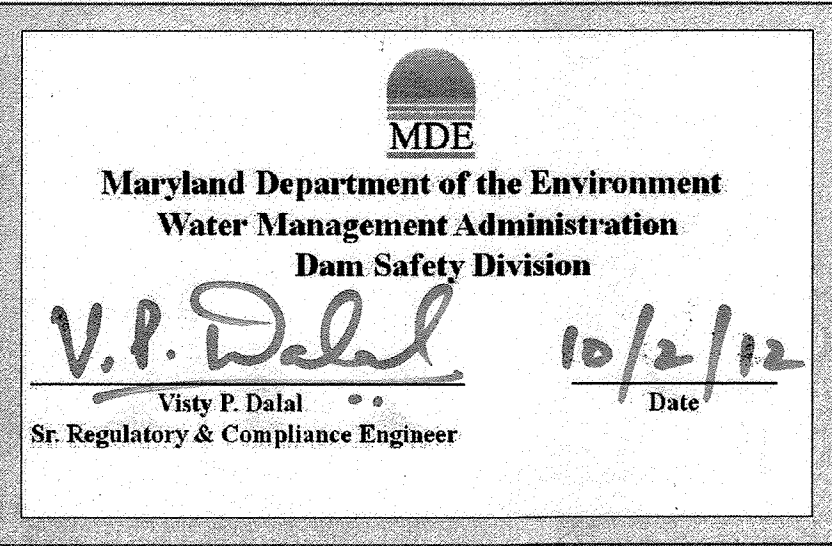 MDE
Maryland Department of the Environment
Water Management Administration
Dam Safety Division
V.P. Dalal 10/2/12
Visty P. Dalal Date
Sr. Regulatory & Compliance Engineer